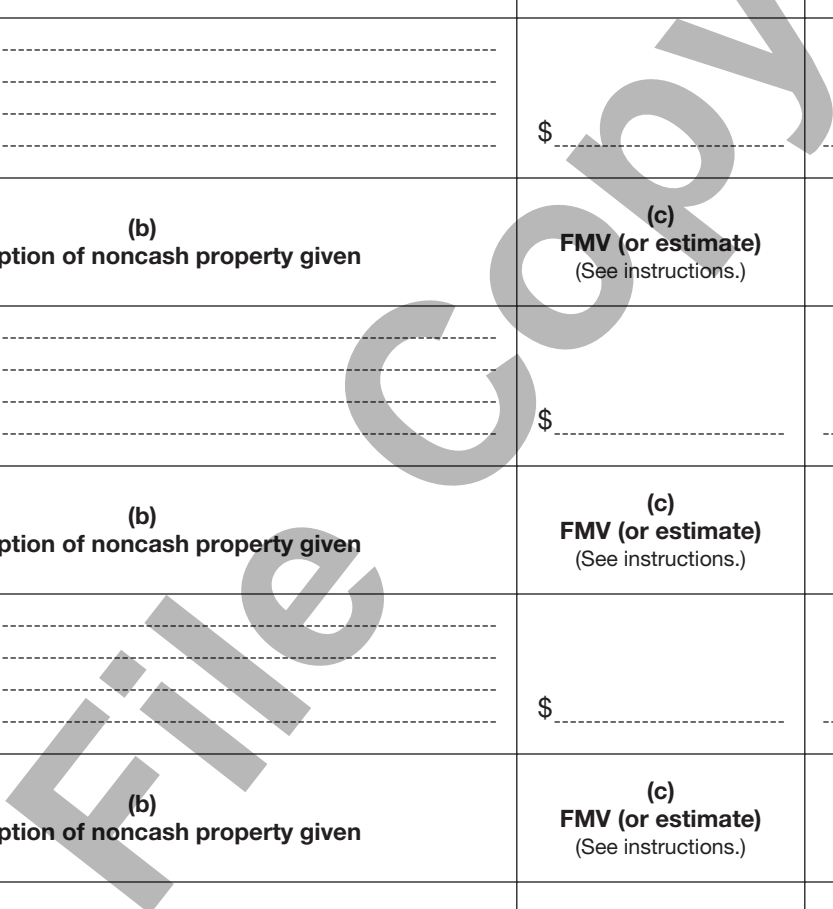 $
(b)
ption of noncash property given
(c)
FMV (or estimate)
(See instructions.)
$
(b)
ption of noncash property given
(c)
FMV (or estimate)
(See instructions.)
$
(b)
ption of noncash property given
(c)
FMV (or estimate)
(See instructions.)
File Copy